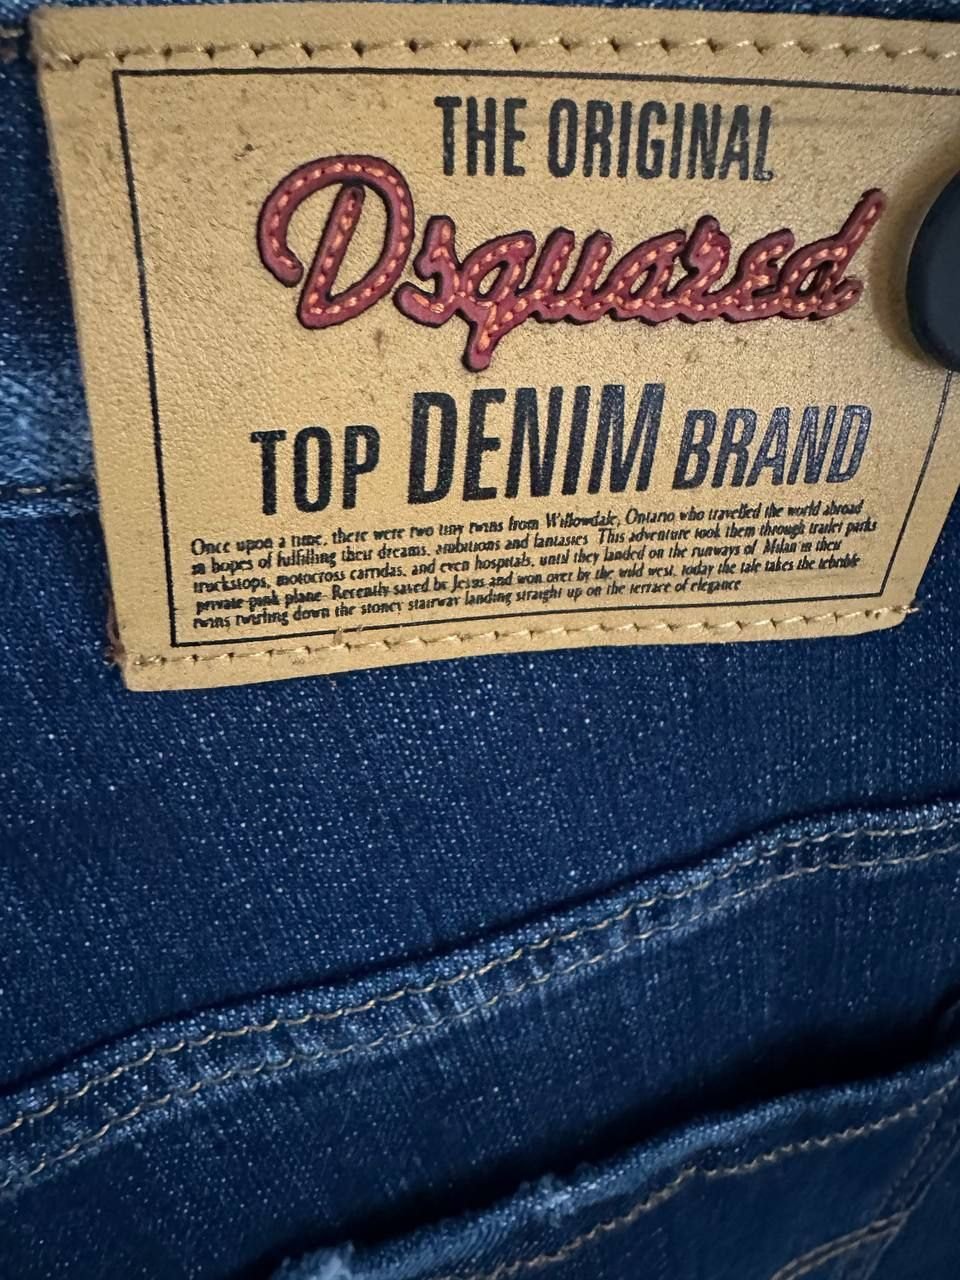 THE ORIGINAL
Dsquared
TOP DENIM BRAND
Once upon a time, there were two tiny twins from Willowdale, Ontario who travelled the world abroad
in hopes of fulfilling their dreams, ambitions and fantasies. This adventure took them through trailer parks
truckstops, motocross corridas, and even hospitals, until they landed on the runways of Milan in their
private pink plane. Recently saved by Jesus and won over by the wild west, today the tale takes the
twins twirling down the stoney stairway landing straight up on the terrace of elegance